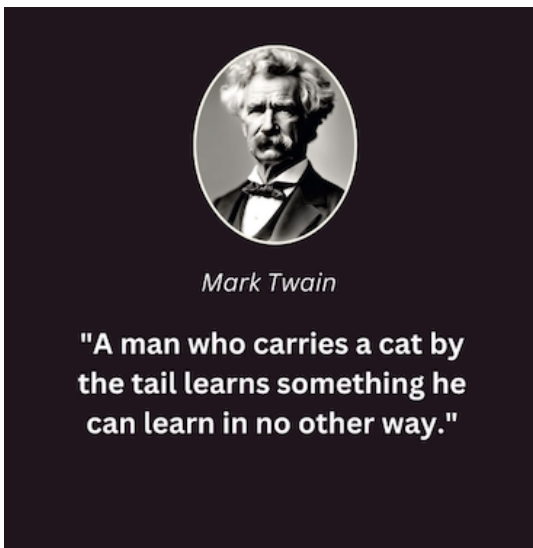 Mark Twain
"A man who carries a cat by
the tail learns something he
can learn in no other way."